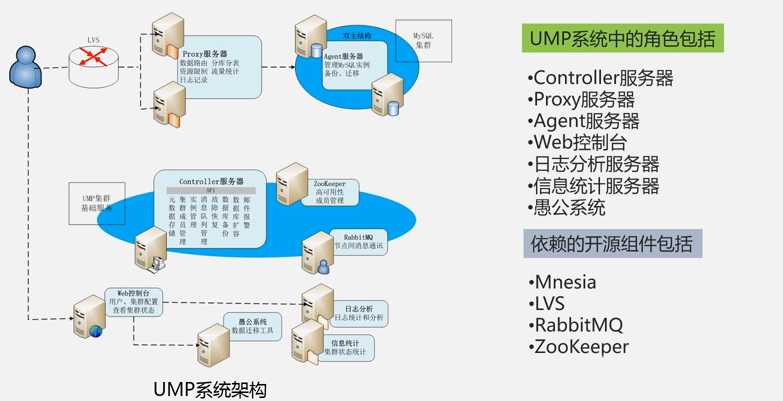 LVS
Proxy服务器
数据路由 分库分表
资源限制 流量统计
日志记录
双主结构
Agent服务器
管理MySQL实例
备份、迁移
MySQL
集群
UMP集群
基础服务
Controller服务器
API
元数据存储
集群成员管理
实例管理
消息队列管理
故障恢复
数据库备份
数据库扩容
邮件报警
ZooKeeper
高可用性
成员管理
RabbitMQ
节点间消息通讯
Web控制台
用户、集群配置
查看集群状态
愚公系统
数据迁移工具
日志分析
日志统计和分析
信息统计
集群状态统计
UMP系统架构
UMP系统中的角色包括
•Controller服务器
•Proxy服务器
•Agent服务器
•Web控制台
•日志分析服务器
•信息统计服务器
•愚公系统
依赖的开源组件包括
•Mnesia
•LVS
•RabbitMQ
•ZooKeeper